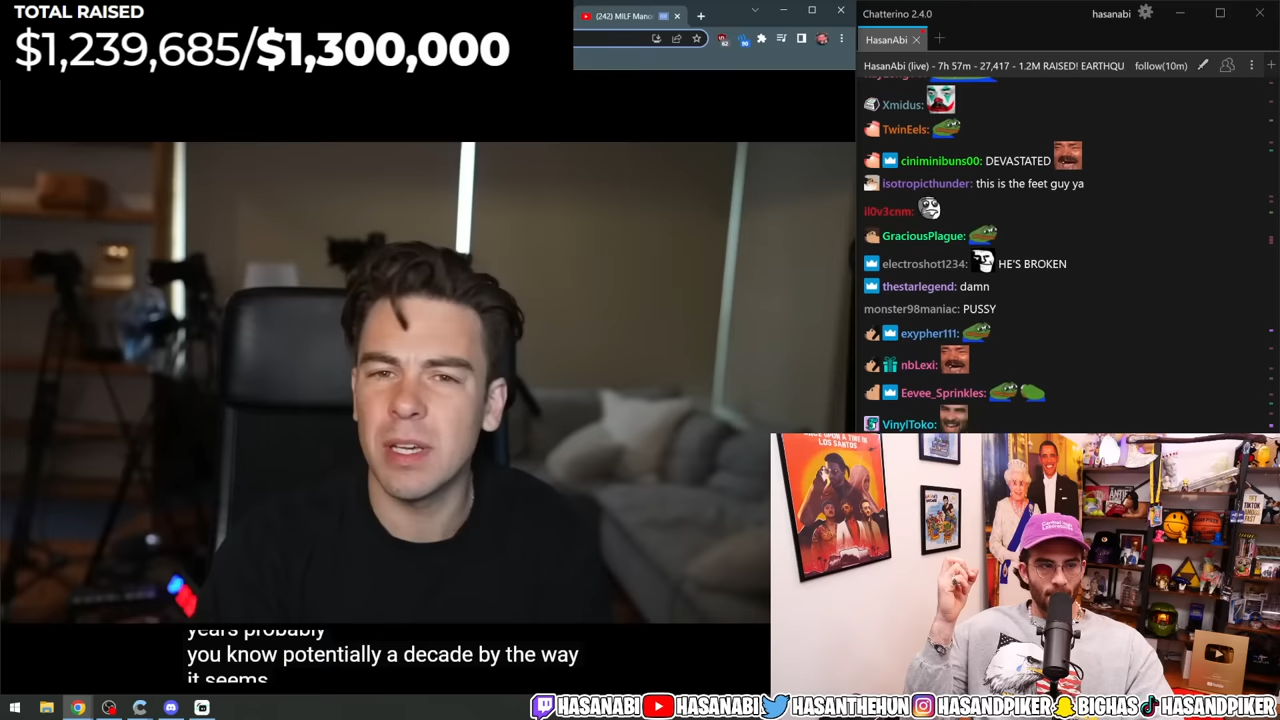 TOTAL RAISED
$1,239,685/$1,300,000
(242) MILF Mano
Chatterino 2.4.0
hasanabi
HasanAbi
HasanAbi (live) - 7h 57m - 27,417 - 1.2M RAISED! EARTHQU
follow(10m)
Xmidus:
TwinEels:
ciniminibuns00: DEVASTATED
isotropicthunder: this is the feet guy ya
il0v3cnm:
GraciousPlague:
electroshot1234: HE'S BROKEN
thestarlegend: damn
monster98maniac: PUSSY
exypher111:
nbLexi:
Eevee_Sprinkles:
VinylToko:
years probably
you know potentially a decade by the way
it seems
LOS SANTOS
HASANABI
HASANABI
HASANTHEHUN
HASANDPIKER
BIGHAS
HASANDPIKER